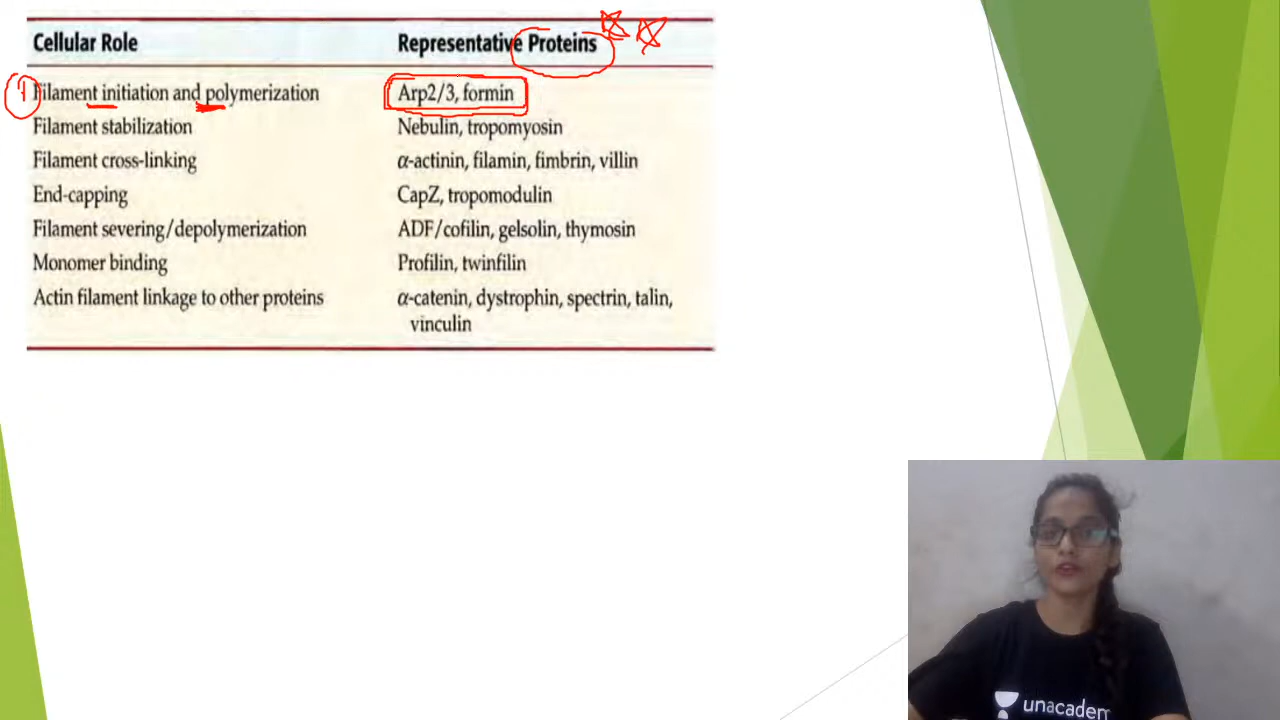 Cellular Role Representative Proteins
1 Filament initiation and polymerization Arp2/3, formin
Filament stabilization Nebulin, tropomyosin
Filament cross-linking α-actinin, filamin, fimbrin, villin
End-capping CapZ, tropomodulin
Filament severing/depolymerization ADF/cofilin, gelsolin, thymosin
Monomer binding Profilin, twinfilin
Actin filament linkage to other proteins α-catenin, dystrophin, spectrin, talin,
vinculin
unacadem